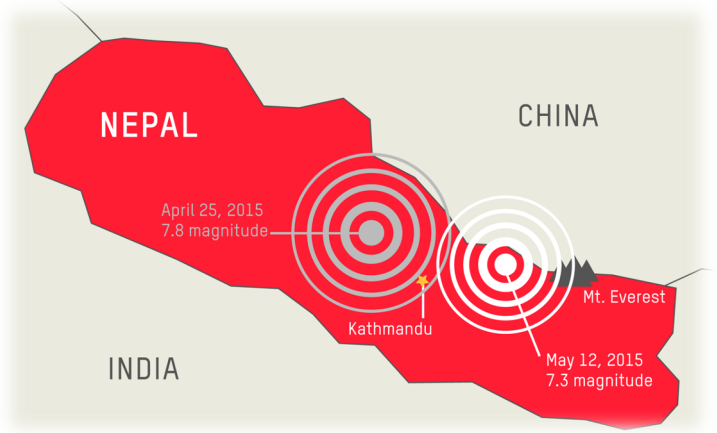 NEPAL
CHINA
April 25, 2015
7.8 magnitude
Mt. Everest
Kathmandu
May 12, 2015
7.3 magnitude
INDIA